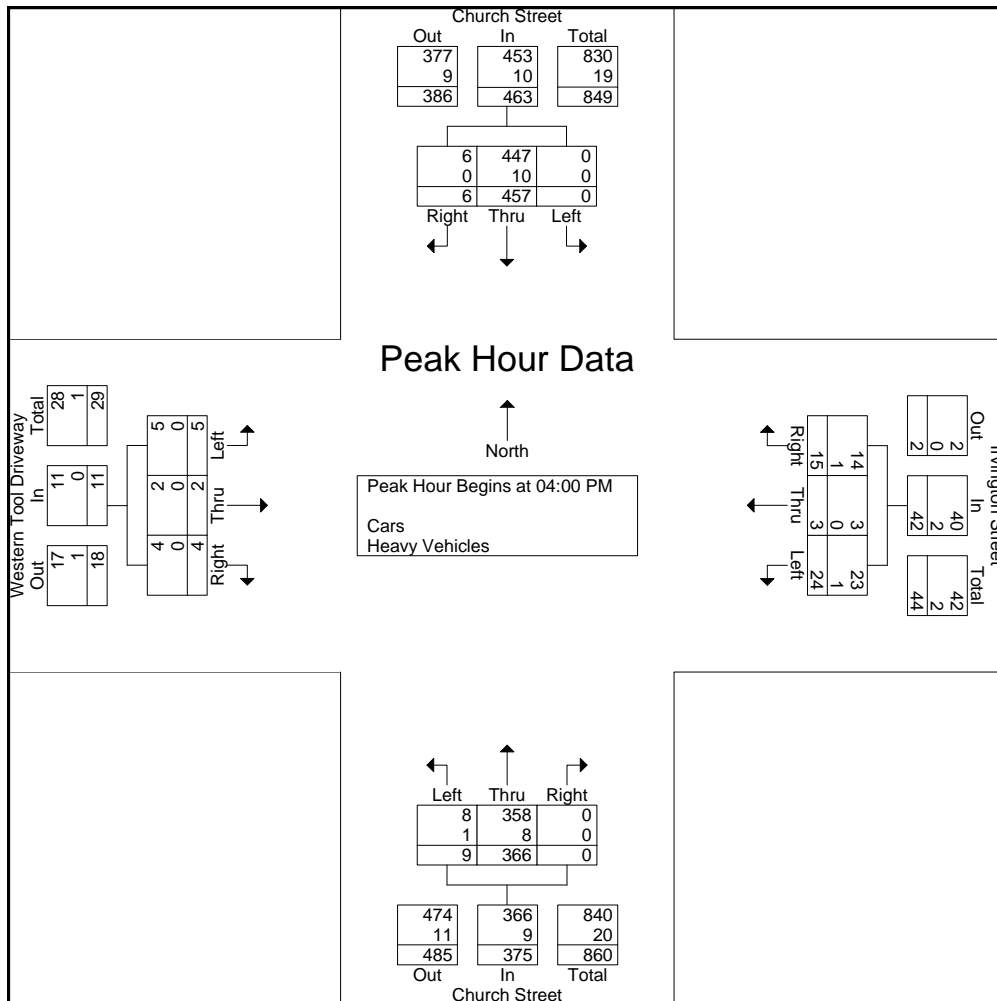 Church Street
Out In Total
377 453 830
9 10 19
386 463 849
6 447 0
0 10 0
6 457 0
Right Thru Left
Peak Hour Data
North
Peak Hour Begins at 04:00 PM
Cars
Heavy Vehicles
Western Tool Driveway
Out In Total
17 11 28
1 0 1
18 11 29
5 2 4
0 0 0
5 2 4
Left Thru Right
Irvington Street
Out In Total
2 40 42
0 2 2
2 42 44
14 3 23
1 0 1
15 3 24
Right Thru Left
Left Thru Right
8 358 0
1 8 0
9 366 0
474 366 840
11 9 20
485 375 860
Out In Total
Church Street